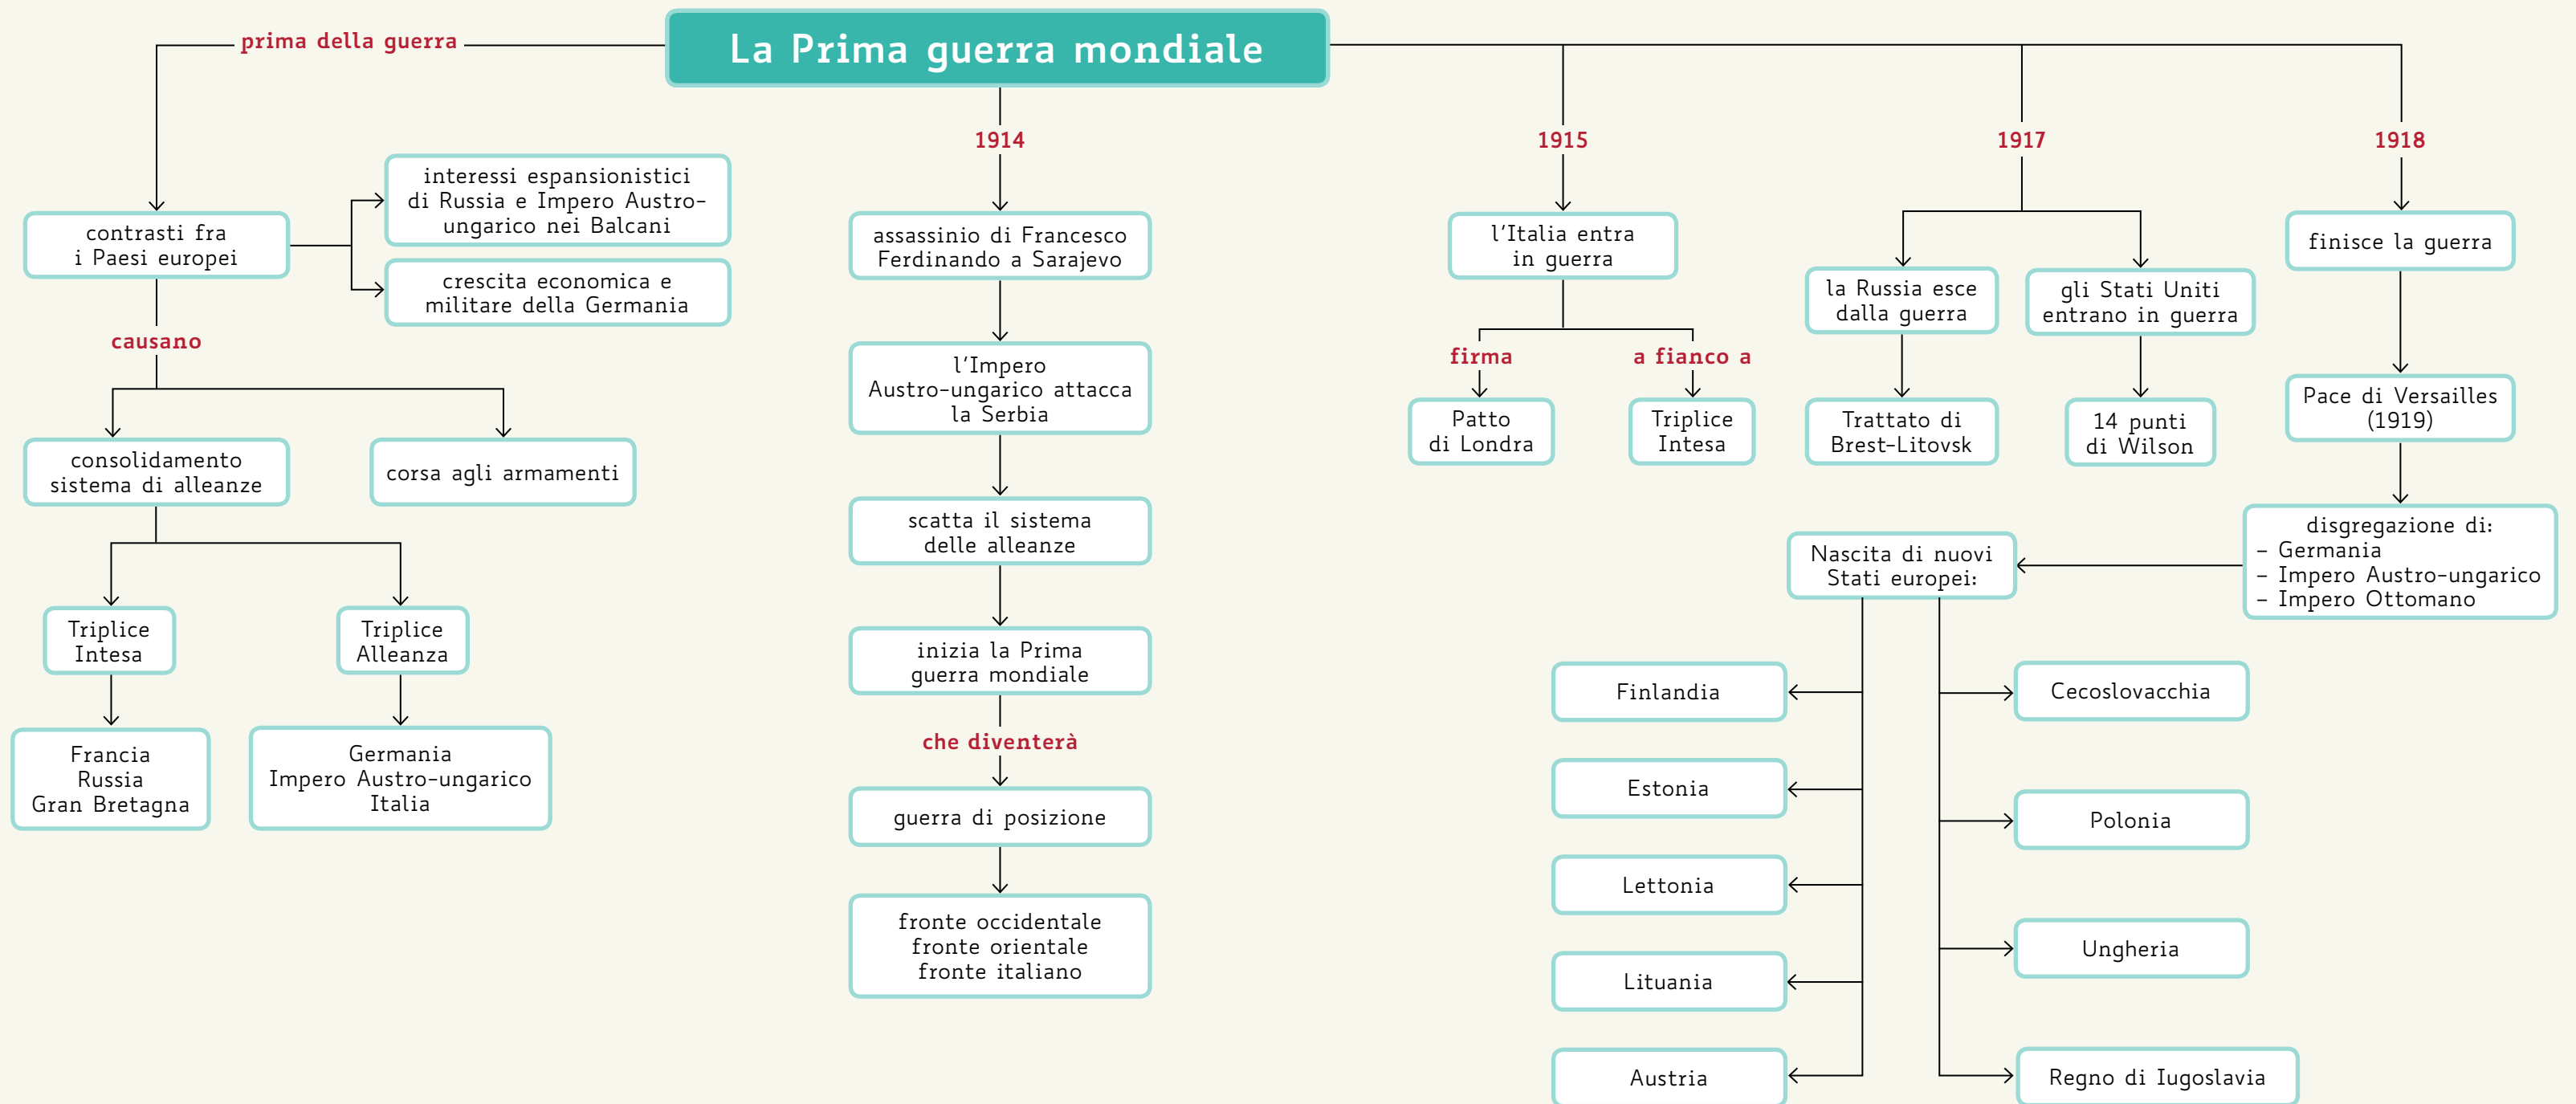 La Prima guerra mondiale
prima della guerra
contrasti fra
i Paesi europei
interessi espansionistici
di Russia e Impero Austro-
ungarico nei Balcani
crescita economica e
militare della Germania
causano
consolidamento
sistema di alleanze
corsa agli armamenti
Triplice
Intesa
Triplice
Alleanza
Francia
Russia
Gran Bretagna
Germania
Impero Austro-ungarico
Italia
1914
assassinio di Francesco
Ferdinando a Sarajevo
l'Impero
Austro-ungarico attacca
la Serbia
scatta il sistema
delle alleanze
inizia la Prima
guerra mondiale
che diventerà
guerra di posizione
fronte occidentale
fronte orientale
fronte italiano
1915
l'Italia entra
in guerra
firma
a fianco a
Patto
di Londra
Triplice
Intesa
1917
la Russia esce
dalla guerra
gli Stati Uniti
entrano in guerra
Trattato di
Brest-Litovsk
14 punti
di Wilson
1918
finisce la guerra
Pace di Versailles
(1919)
disgregazione di:
– Germania
– Impero Austro-ungarico
– Impero Ottomano
Nascita di nuovi
Stati europei:
Finlandia
Estonia
Lettonia
Lituania
Austria
Cecoslovacchia
Polonia
Ungheria
Regno di Iugoslavia